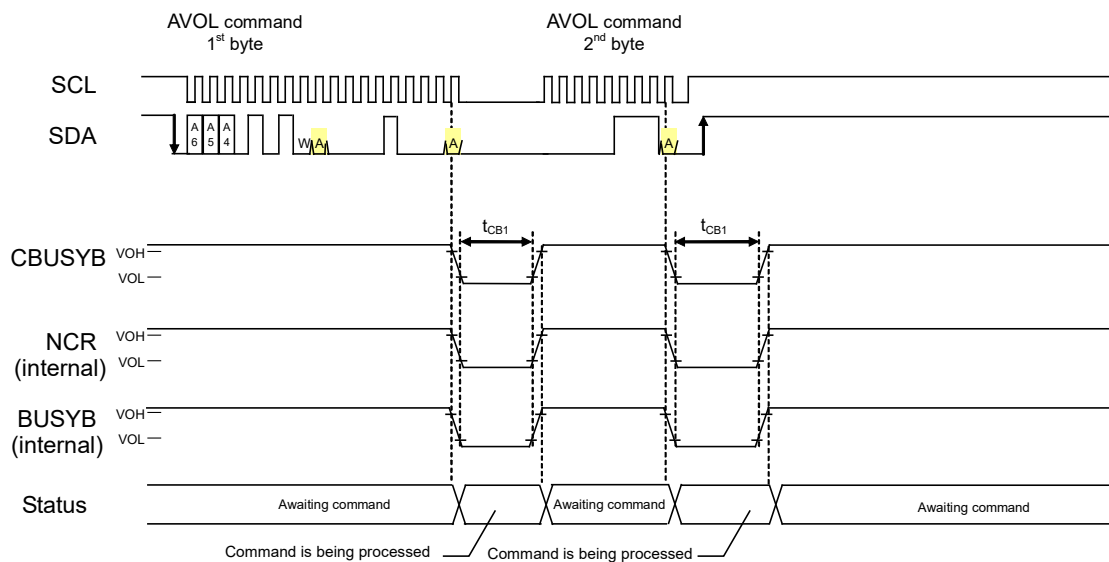 AVOL command
1st byte
AVOL command
2nd byte
SCL
SDA
A
6
A
5
A
4
W
A
A
A
tCB1
tCB1
CBUSYB
VOH
VOL
NCR
(internal)
VOH
VOL
BUSYB
(internal)
VOH
VOL
Status
Awaiting command
Awaiting command
Awaiting command
Command is being processed
Command is being processed